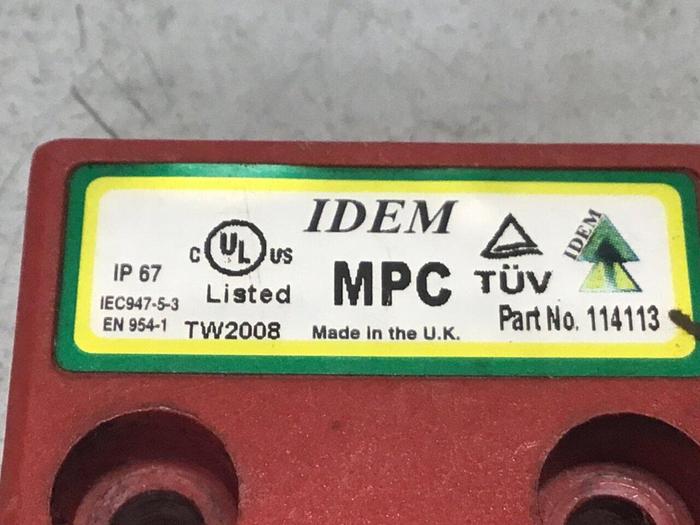 IDEM
C UL US
Listed
MPC
TÜV
IDEM
IP 67
IEC947-5-3
EN 954-1
TW2008
Made in the U.K.
Part No. 114113